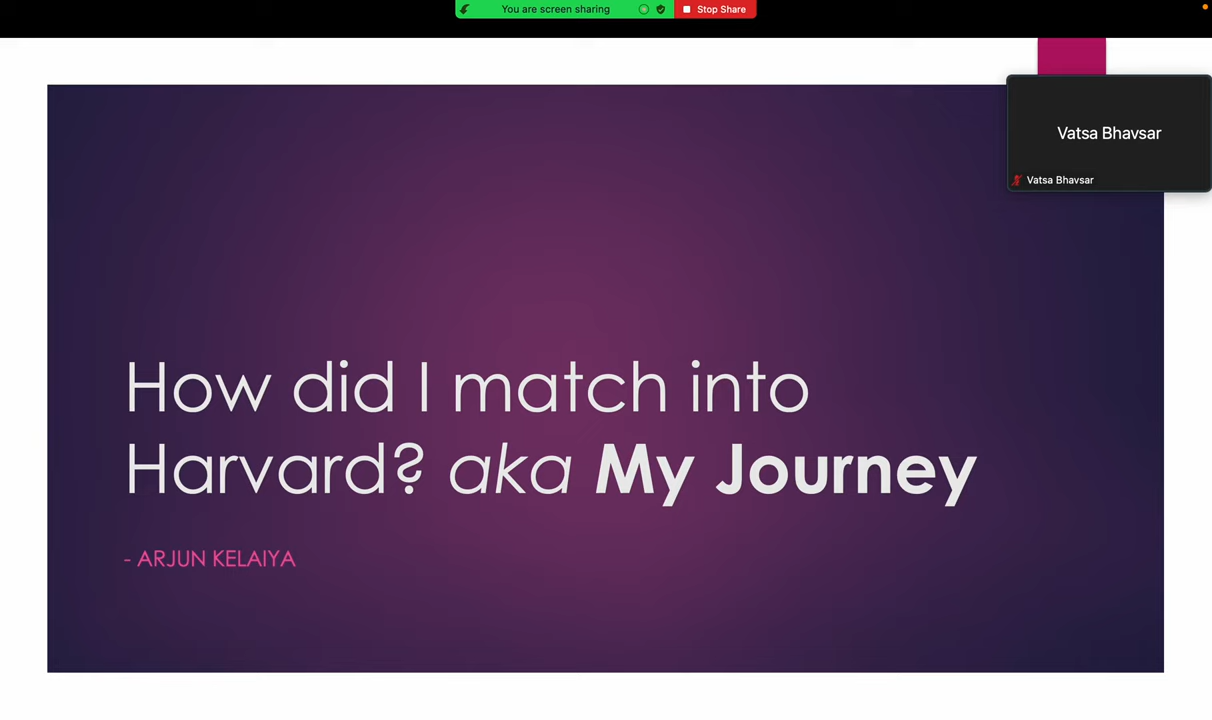 You are screen sharing
Stop Share
Vatsa Bhavsar
Vatsa Bhavsar
How did I match into
Harvard? aka My Journey
- ARJUN KELAIYA